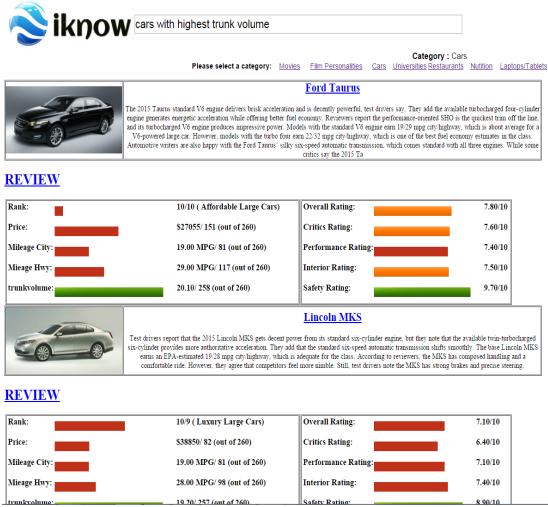 iknow
cars with highest trunk volume
Category : Cars
Please select a category: Movies Film Personalities Cars Universities Restaurants Nutition Laptops/Tablets
Ford Taurus
The 2015 Taurus standard V6 engine delivers brisk acceleration and is decently powerful, test drivers say. They add the available turbocharged four-cylinder
engine generates energetic acceleration while offering better fuel economy. Reviewers report the performance-oriented SHO is the quickest trim off the line,
and its turbocharged V6 engine produces impressive power. Models with the standard V6 engine earn 19/29 mpg city/highway, which is about average for a
V6-powered large car. However, models with the turbo four earn 22/32 mpg city/highway, which is one of the best fuel economy estimates in the class.
Automotive writers are also happy with the Ford Taurus' silky six-speed automatic transmission, which comes standard with all three engines. While some
critics say the 2015 Ta
REVIEW
Rank: 10/10 ( Affordable Large Cars) Overall Rating: 7.80/10
Price: $27055/ 151 (out of 260) Critics Rating: 7.60/10
Mileage City: 19.00 MPG/ 81 (out of 260) Performance Rating: 7.40/10
Mieage Hwy: 29.00 MPG/ 117 (out of 260) Interior Rating: 7.50/10
trunkvolume: 20.10/ 258 (out of 260) Safety Rating: 9.70/10
Lincoln MKS
Test drivers report that the 2015 Lincoln MKS gets decent power from its standard six-cylinder engine, but they note that the available twin-turbocharged
six-cylinder provides more authoritative acceleration. They add that the standard six-speed automatic transmission shifts smoothly. The base Lincoln MKS
earns an EPA-estimated 19/28 mpg city/highway, which is adequate for the class. According to reviewers, the MKS has composed handling and a
comfortable ride. However, they agree that competitors feel more nimble. Still, test drivers note the MKS has strong brakes and precise steering.
REVIEW
Rank: 10/9 ( Luxury Large Cars) Overall Rating: 7.10/10
Price: $38850/ 82 (out of 260) Critics Rating: 6.40/10
Mileage City: 19.00 MPG/ 81 (out of 260) Performance Rating: 7.10/10
Mieage Hwy: 28.00 MPG/ 98 (out of 260) Interior Rating: 7.40/10
trunkvolume: 19.20/ 257 (out of 260) Safety Rating: 8.90/10